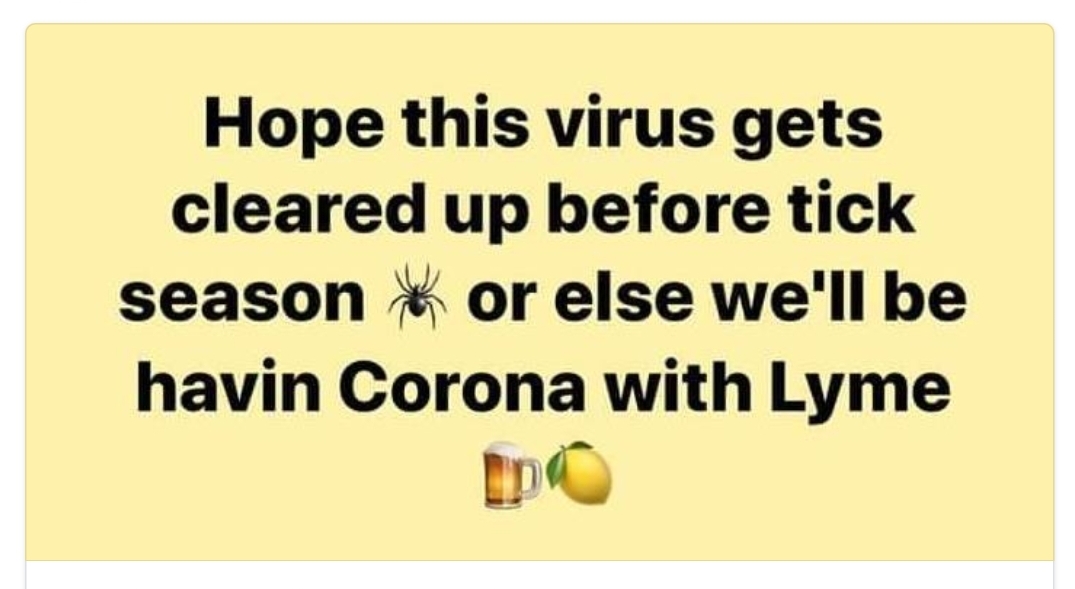 Hope this virus gets
cleared up before tick
season 🕷 or else we'll be
havin Corona with Lyme
🍺🍋